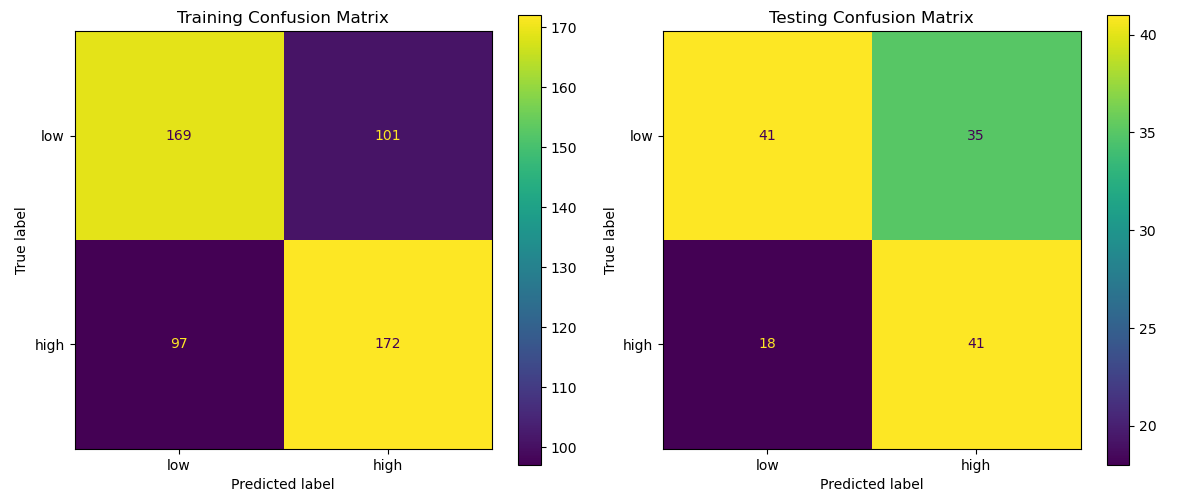 Training Confusion Matrix
True label
low
high
169
101
97
172
low
high
Predicted label
170
160
150
140
130
120
110
100
Testing Confusion Matrix
True label
low
high
41
35
18
41
low
high
Predicted label
40
35
30
25
20